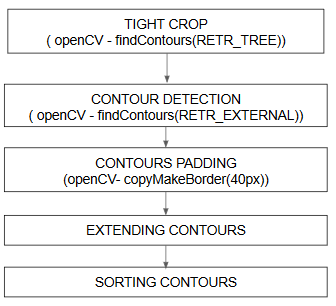 TIGHT CROP
( openCV - findContours(RETR_TREE))
CONTOUR DETECTION
( openCV - findContours(RETR_EXTERNAL))
CONTOURS PADDING
(openCV- copyMakeBorder(40px))
EXTENDING CONTOURS
SORTING CONTOURS